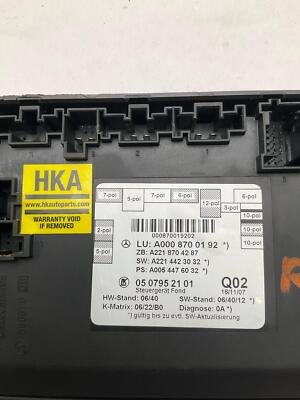 HKA
www.hkautoparts.com
WARRANTY VOID
IF REMOVED
7-pol
5-pol
7-pol
5-pol
6-pol
6-pol
2-pol
12-pol
3-pol
10-pol
10-pol
000870019202
LU: A000 870 01 92 *)
ZB: A221 870 42 87
SW: A221 442 30 32 *)
PS: A005 447 60 32 *)
05 0795 21 01
Steuergerät Fond
Q02
18/11/07
HW-Stand: 06/40
SW-Stand: 06/40/12 *)
K-Matrix: 06/22/B0
Diagnose: 0A*)
*) gültig bis zu evtl. SW-Aktualisierung